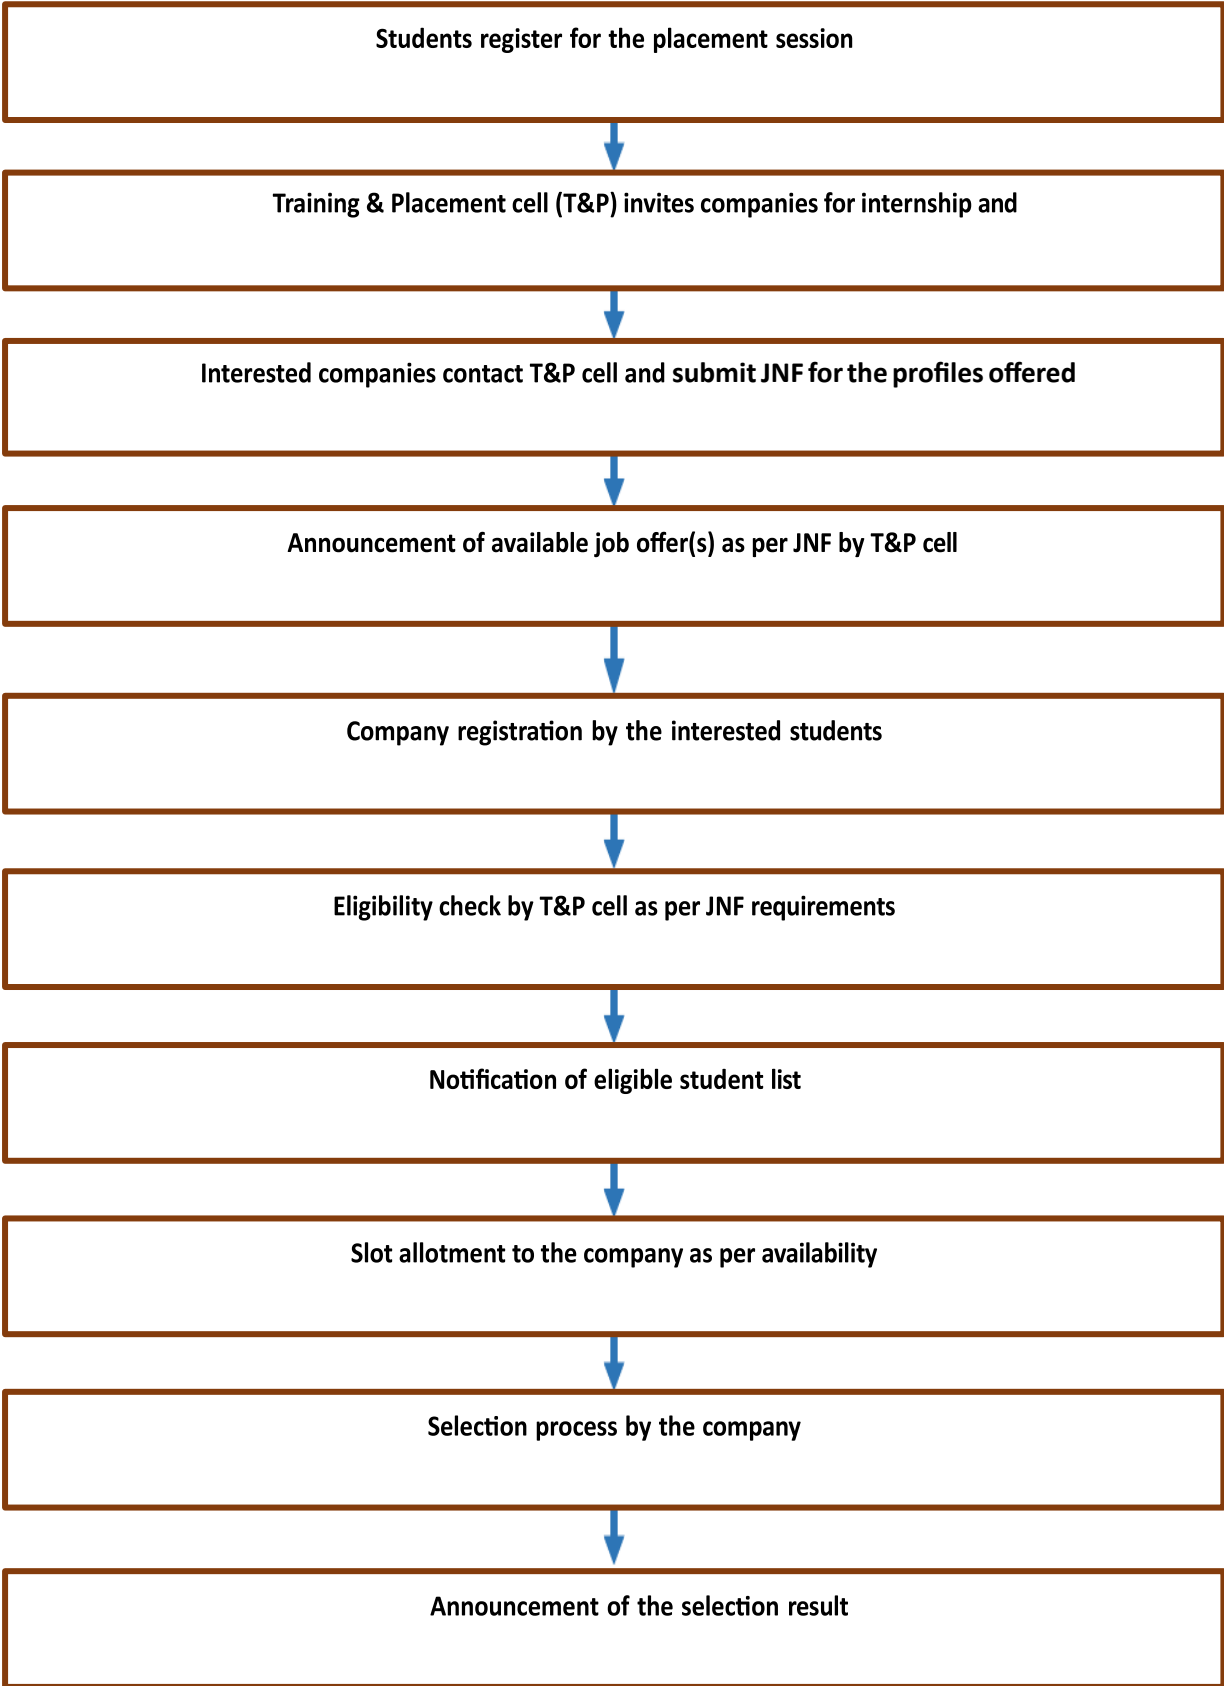 Students register for the placement session
Training & Placement cell (T&P) invites companies for internship and
Interested companies contact T&P cell and submit JNF for the profiles offered
Announcement of available job offer(s) as per JNF by T&P cell
Company registration by the interested students
Eligibility check by T&P cell as per JNF requirements
Notification of eligible student list
Slot allotment to the company as per availability
Selection process by the company
Announcement of the selection result